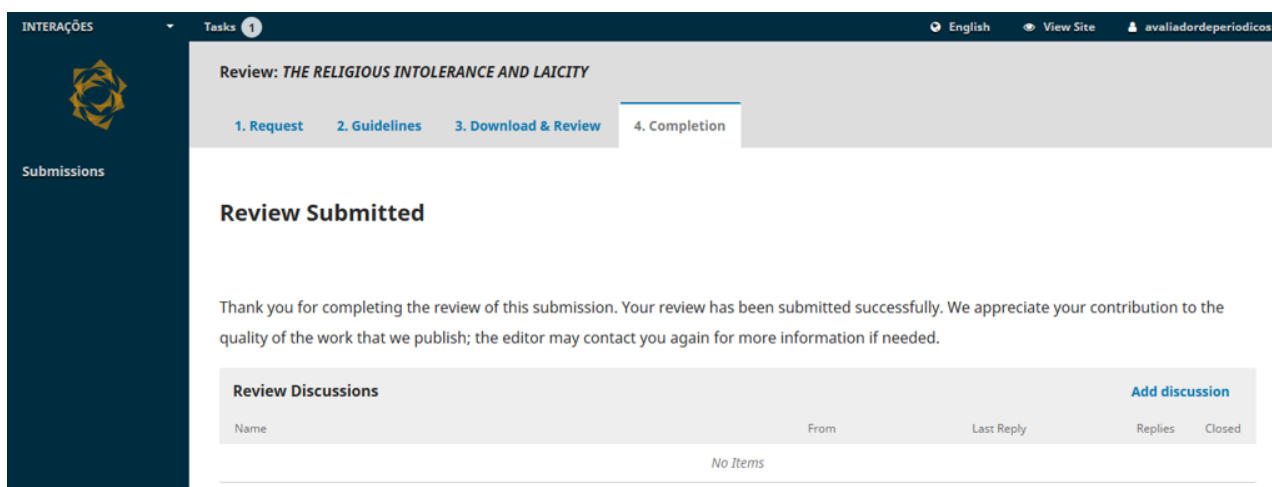 INTERAÇÕES
Tasks 1
English
View Site
avaliadordeperiodicos
Submissions
Review: THE RELIGIOUS INTOLERANCE AND LAICITY
1. Request
2. Guidelines
3. Download & Review
4. Completion
Review Submitted
Thank you for completing the review of this submission. Your review has been submitted successfully. We appreciate your contribution to the
quality of the work that we publish; the editor may contact you again for more information if needed.
Review Discussions
Add discussion
Name
From
Last Reply
Replies
Closed
No Items